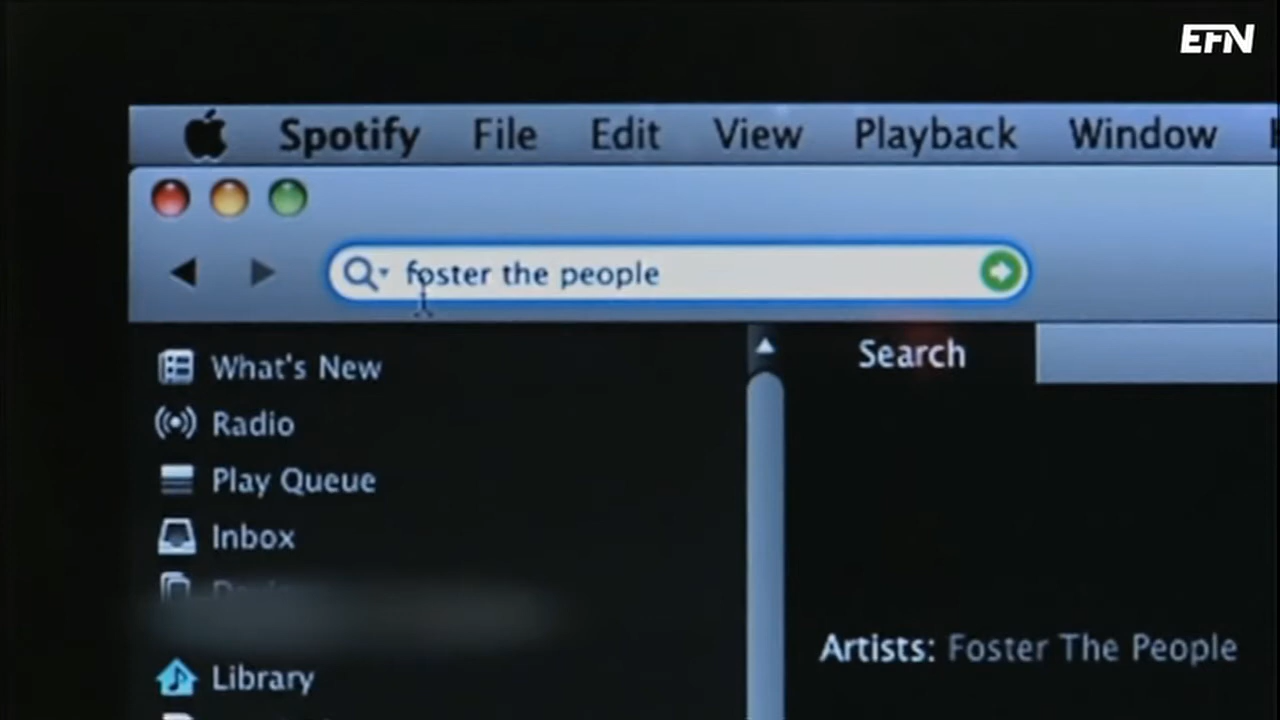 EFN
Spotify File Edit View Playback Window
foster the people
What's New
Search
Radio
Play Queue
Inbox
Artists: Foster The People
Library